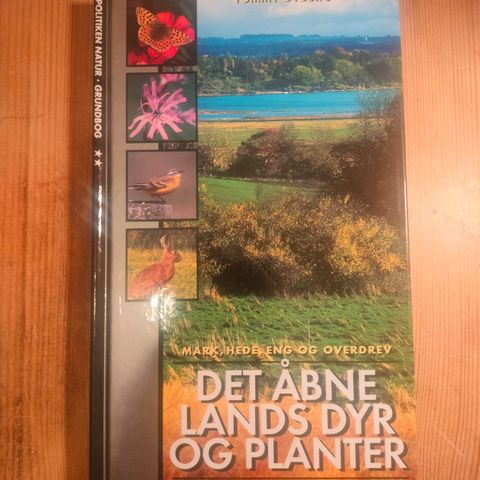 POLITIKEN NATUR · GRUNDBOG ★★
MARK, HEDE, ENG OG OVERDREV
DET ÅBNE
LANDS DYR
OG PLANTER